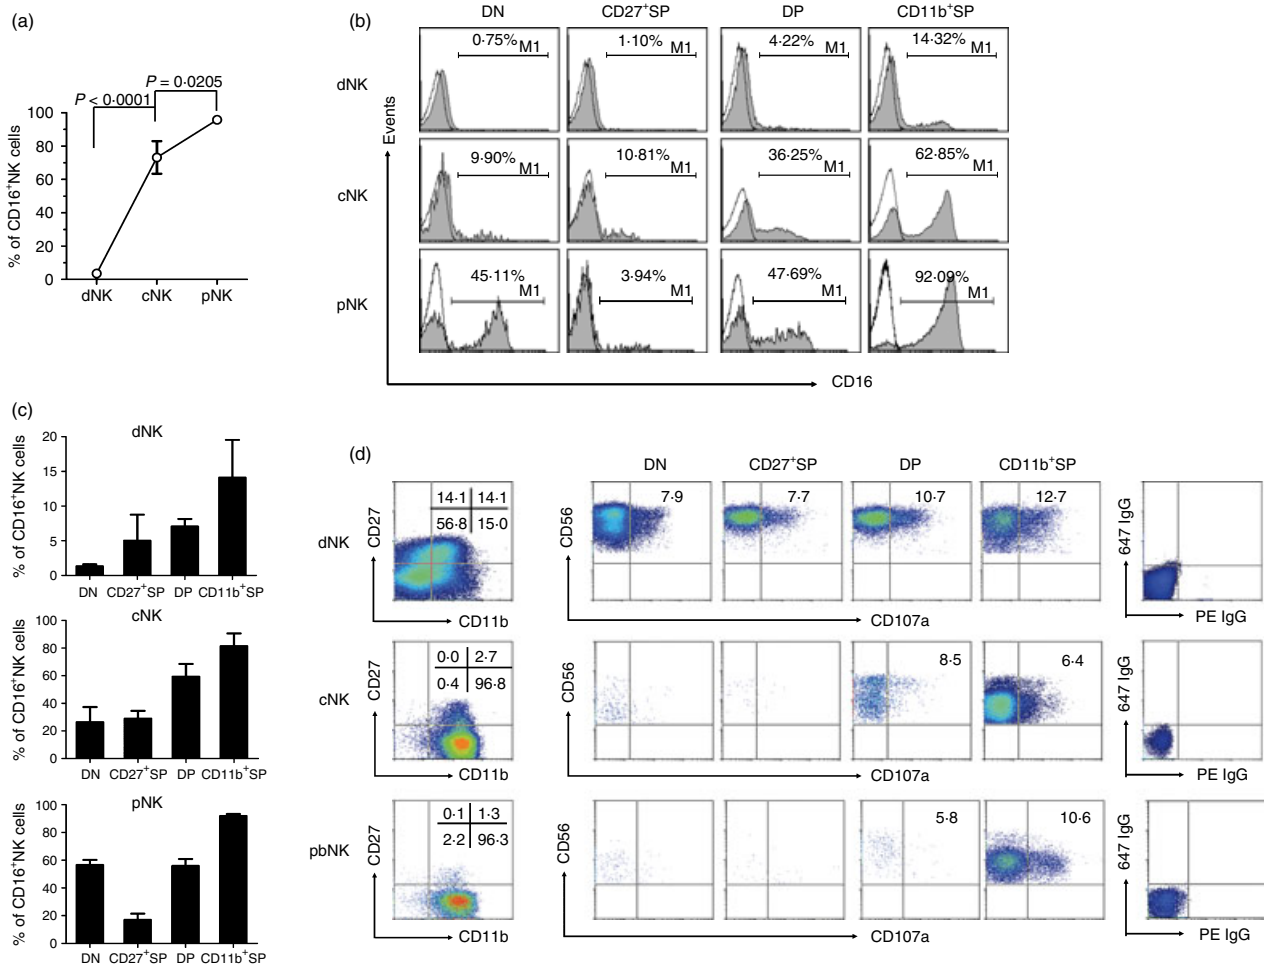 (a)
P = 0·0205
P < 0·0001
% of CD16+NK cells
100
80
60
40
20
0
dNK cNK pNK
(b)
DN CD27+SP DP CD11b+SP
dNK
0·75% M1 1·10% M1 4·22% M1 14·32% M1
Events
cNK
9·90% M1 10·81% M1 36·25% M1 62·85% M1
pNK
45·11% M1 3·94% M1 47·69% M1 92·09% M1
CD16
(c)
dNK
% of CD16+NK cells
20
15
10
5
0
DN CD27+SP DP CD11b+SP
cNK
% of CD16+NK cells
100
80
60
40
20
0
DN CD27+SP DP CD11b+SP
pNK
% of CD16+NK cells
100
80
60
40
20
0
DN CD27+SP DP CD11b+SP
(d)
DN CD27+SP DP CD11b+SP
dNK
CD27
14·1 14·1
56·8 15·0
CD11b
CD56
7·9 7·7 10·7 12·7
CD107a
647 IgG
PE IgG
cNK
CD27
0·0 2·7
0·4 96·8
CD11b
CD56
8·5 6·4
CD107a
647 IgG
PE IgG
pbNK
CD27
0·1 1·3
2·2 96·3
CD11b
CD56
5·8 10·6
CD107a
647 IgG
PE IgG